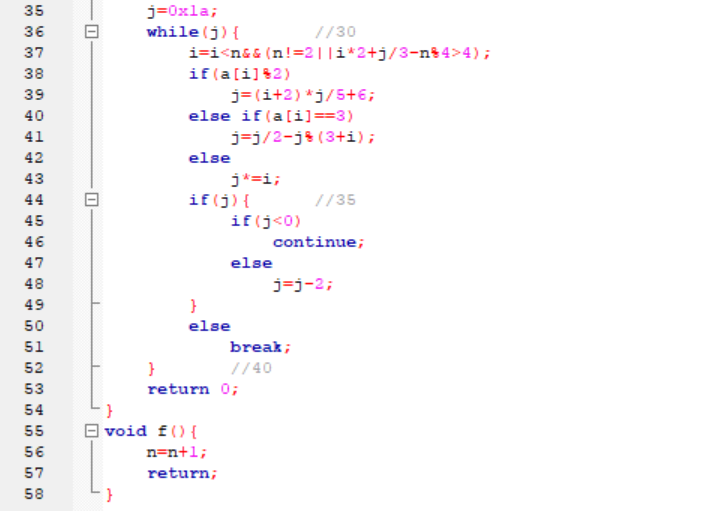 35 j=0x1a;
36 while(j){ //30
37 i=i<n&&(n!=2||i*2+j/3-n%4>4);
38 if(a[i]%2)
39 j=(i+2)*j/5+6;
40 else if(a[i]==3)
41 j=j/2-j%(3+i);
42 else
43 j*=i;
44 if(j){ //35
45 if(j<0)
46 continue;
47 else
48 j=j-2;
49 }
50 else
51 break;
52 } //40
53 return 0;
54 }
55 void f(){
56 n=n+1;
57 return;
58 }